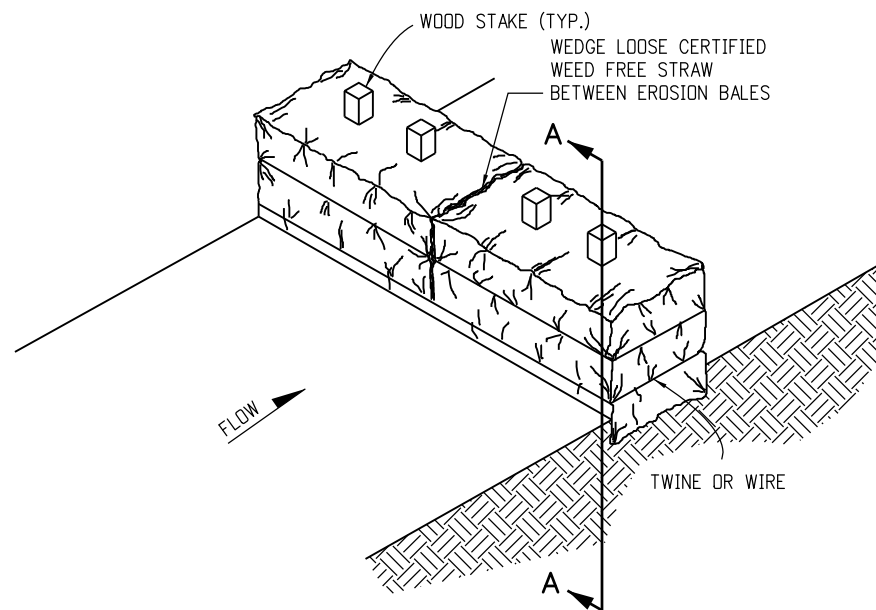 WOOD STAKE (TYP.)
WEDGE LOOSE CERTIFIED
WEED FREE STRAW
BETWEEN EROSION BALES
A
FLOW
TWINE OR WIRE
A